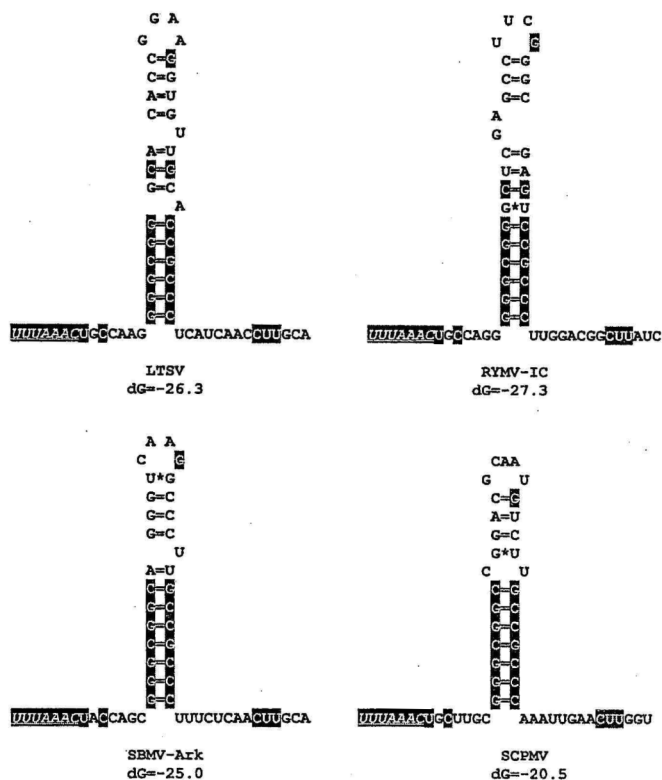 G A
G A
C=G
C=G
A=U
C=G
U
A=U
C=G
G=C
A
G=C
G=C
C=G
G=C
G=C
G=C
UUUAAACUGCCAAG UCAUCAACCUUGCA
LTSV
dG=-26.3
U C
U G
C=G
C=G
G=C
A
G
C=G
U=A
C=G
G*U
G=C
G=C
C=G
G=C
G=C
G=C
UUUAAACUGCCAGG UUGGACGGCUUAUC
RYMV-IC
dG=-27.3
A A
C G
U*G
G=C
G=C
G=C
U
A=U
C=G
G=C
G=C
C=G
G=C
G=C
G=C
UUUAAACUACCAGC UUUCUCAACUUGCA
SBMV-Ark
dG=-25.0
CAA
G U
C=G
A=U
G=C
G*U
C U
C=G
G=C
G=C
C=G
G=C
G=C
G=C
UUUAAACUGCUUGC AAAUUGAACUUGGU
SCPMV
dG=-20.5